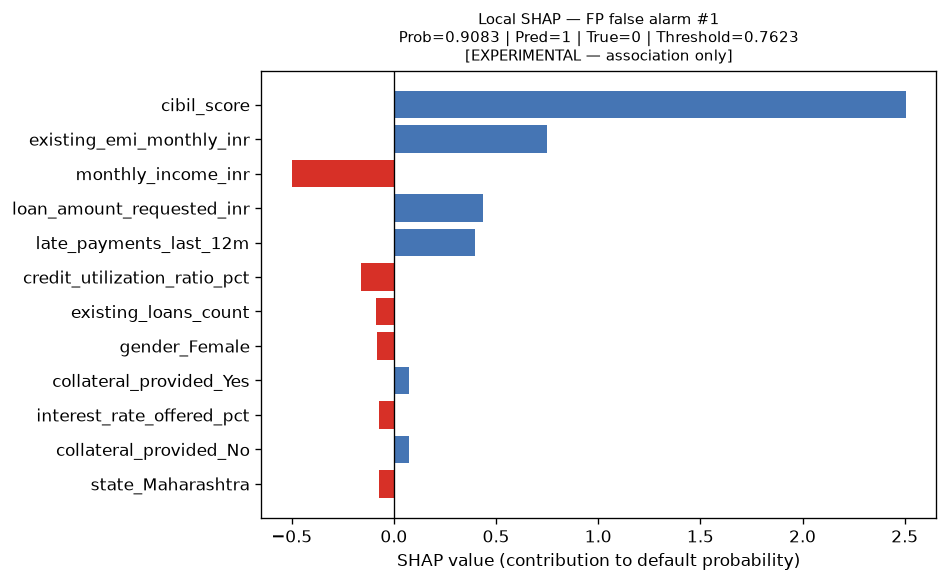 Local SHAP — FP false alarm #1
Prob=0.9083 | Pred=1 | True=0 | Threshold=0.7623
[EXPERIMENTAL — association only]
cibil_score
existing_emi_monthly_inr
monthly_income_inr
loan_amount_requested_inr
late_payments_last_12m
credit_utilization_ratio_pct
existing_loans_count
gender_Female
collateral_provided_Yes
interest_rate_offered_pct
collateral_provided_No
state_Maharashtra
−0.5 0.0 0.5 1.0 1.5 2.0 2.5
SHAP value (contribution to default probability)